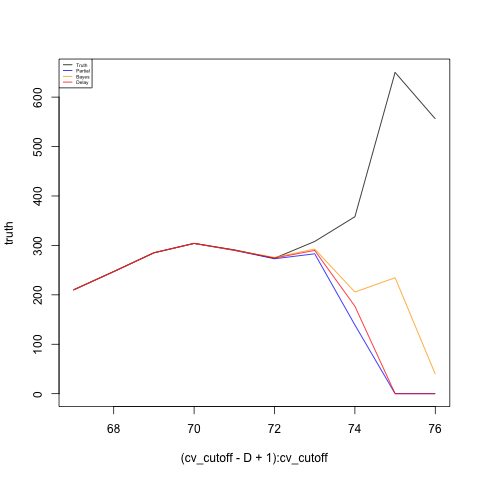 Truth
Partial
Bayes
Delay
600
500
400
300
200
100
0
truth
68
70
72
74
76
(cv_cutoff - D + 1):cv_cutoff